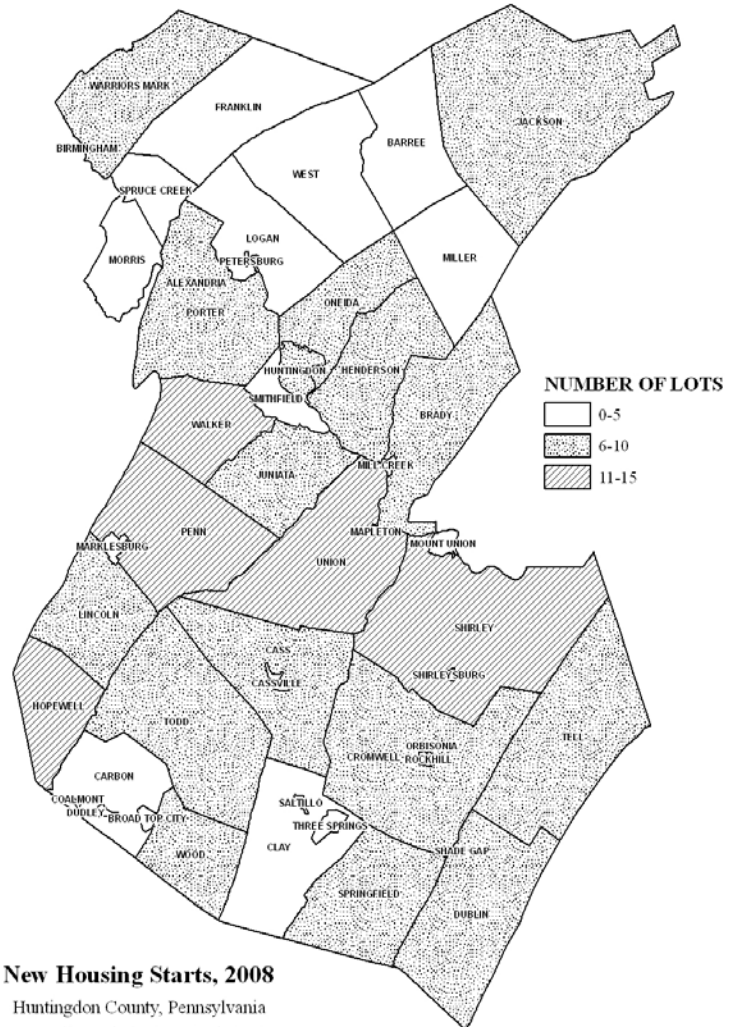 WARRIORS MARK
FRANKLIN
JACKSON
BARREE
BIRMINGHAM
WEST
SPRUCE CREEK
LOGAN
MORRIS
PETERSBURG
MILLER
ALEXANDRIA
ONEIDA
PORTER
HUNTINGDON
HENDERSON
NUMBER OF LOTS
0-5
6-10
11-15
SMITHFIELD
BRADY
WALKER
MILL CREEK
JUNIATA
PENN
MAPLETON
MOUNT UNION
MARKLESBURG
UNION
LINCOLN
SHIRLEY
CASS
SHIRLEYSBURG
CASSVILLE
HOPEWELL
TODD
TELL
ORBISONIA
CROMWELL
ROCKHILL
CARBON
COALMONT
SALTILLO
DUDLEY
BROAD TOP CITY
THREE SPRINGS
CLAY
SHADE GAP
WOOD
SPRINGFIELD
DUBLIN
New Housing Starts, 2008
Huntingdon County, Pennsylvania